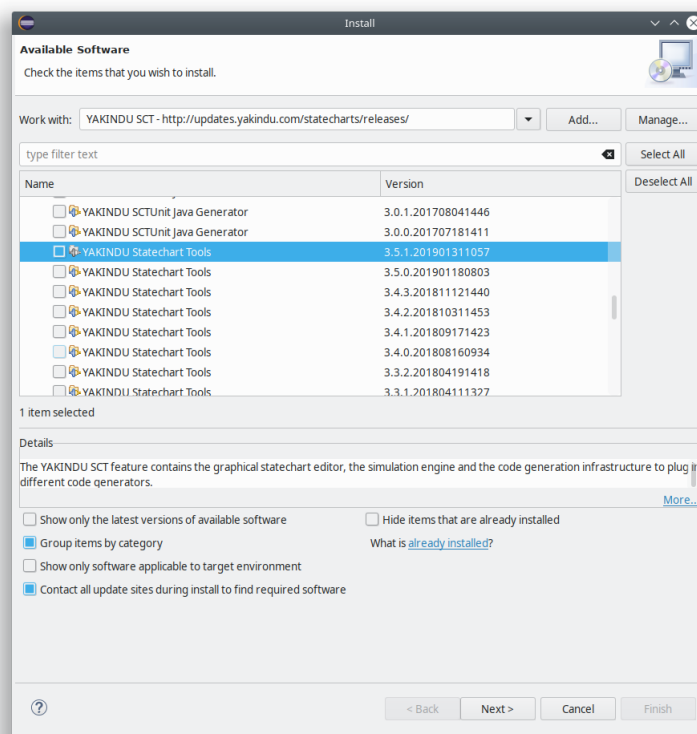 Install
Available Software
Check the items that you wish to install.
Work with: YAKINDU SCT - http://updates.yakindu.com/statecharts/releases/ Add... Manage...
type filter text Select All
Name Version Deselect All
YAKINDU SCTUnit Java Generator 3.0.1.201708041446
YAKINDU SCTUnit Java Generator 3.0.0.201707181411
YAKINDU Statechart Tools 3.5.1.201901311057
YAKINDU Statechart Tools 3.5.0.201901180803
YAKINDU Statechart Tools 3.4.3.201811121440
YAKINDU Statechart Tools 3.4.2.201810311453
YAKINDU Statechart Tools 3.4.1.201809171423
YAKINDU Statechart Tools 3.4.0.201808160934
YAKINDU Statechart Tools 3.3.2.201804191418
YAKINDU Statechart Tools 3.3.1.201804111327
1 item selected
Details
The YAKINDU SCT feature contains the graphical statechart editor, the simulation engine and the code generation infrastructure to plug
different code generators.
More..
Show only the latest versions of available software Hide items that are already installed
Group items by category What is already installed?
Show only software applicable to target environment
Contact all update sites during install to find required software
? < Back Next > Cancel Finish